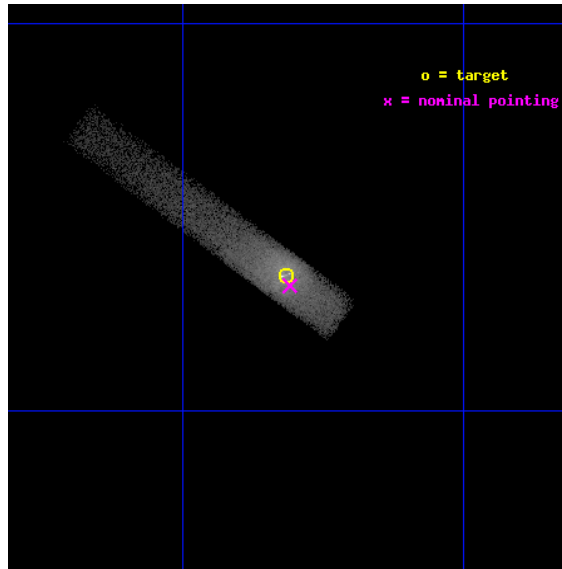 o = target
x = nominal pointing